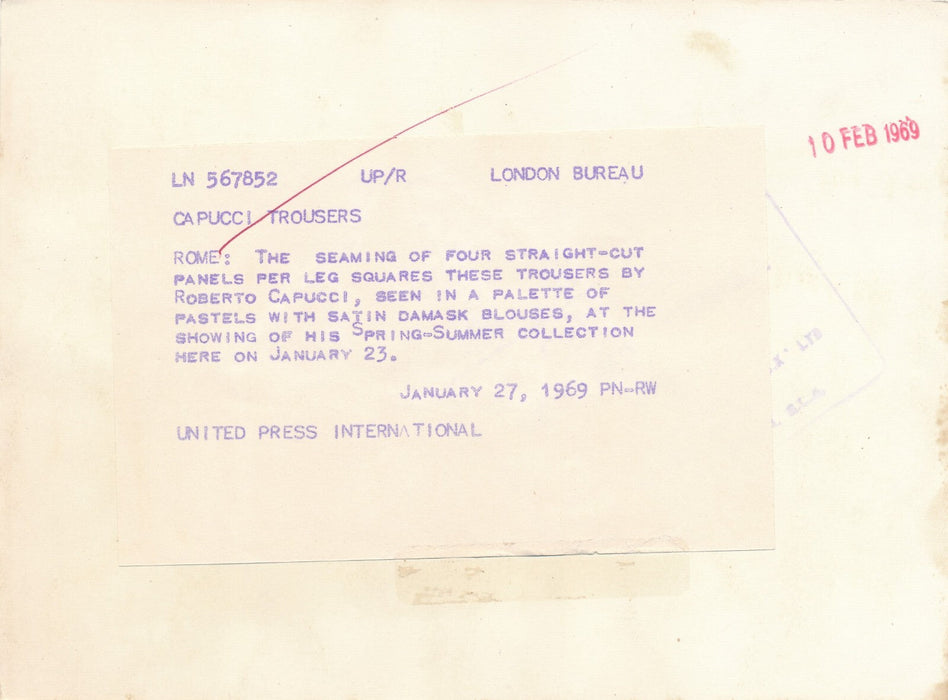 10 FEB 1969
LN 567852 UP/R LONDON BUREAU
CAPUCCI TROUSERS
ROME: THE SEAMING OF FOUR STRAIGHT-CUT
PANELS PER LEG SQUARES THESE TROUSERS BY
ROBERTO CAPUCCI, SEEN IN A PALETTE OF
PASTELS WITH SATIN DAMASK BLOUSES, AT THE
SHOWING OF HIS SPRING-SUMMER COLLECTION
HERE ON JANUARY 23.
JANUARY 27, 1969 PN-RW
UNITED PRESS INTERNATIONAL
LTD